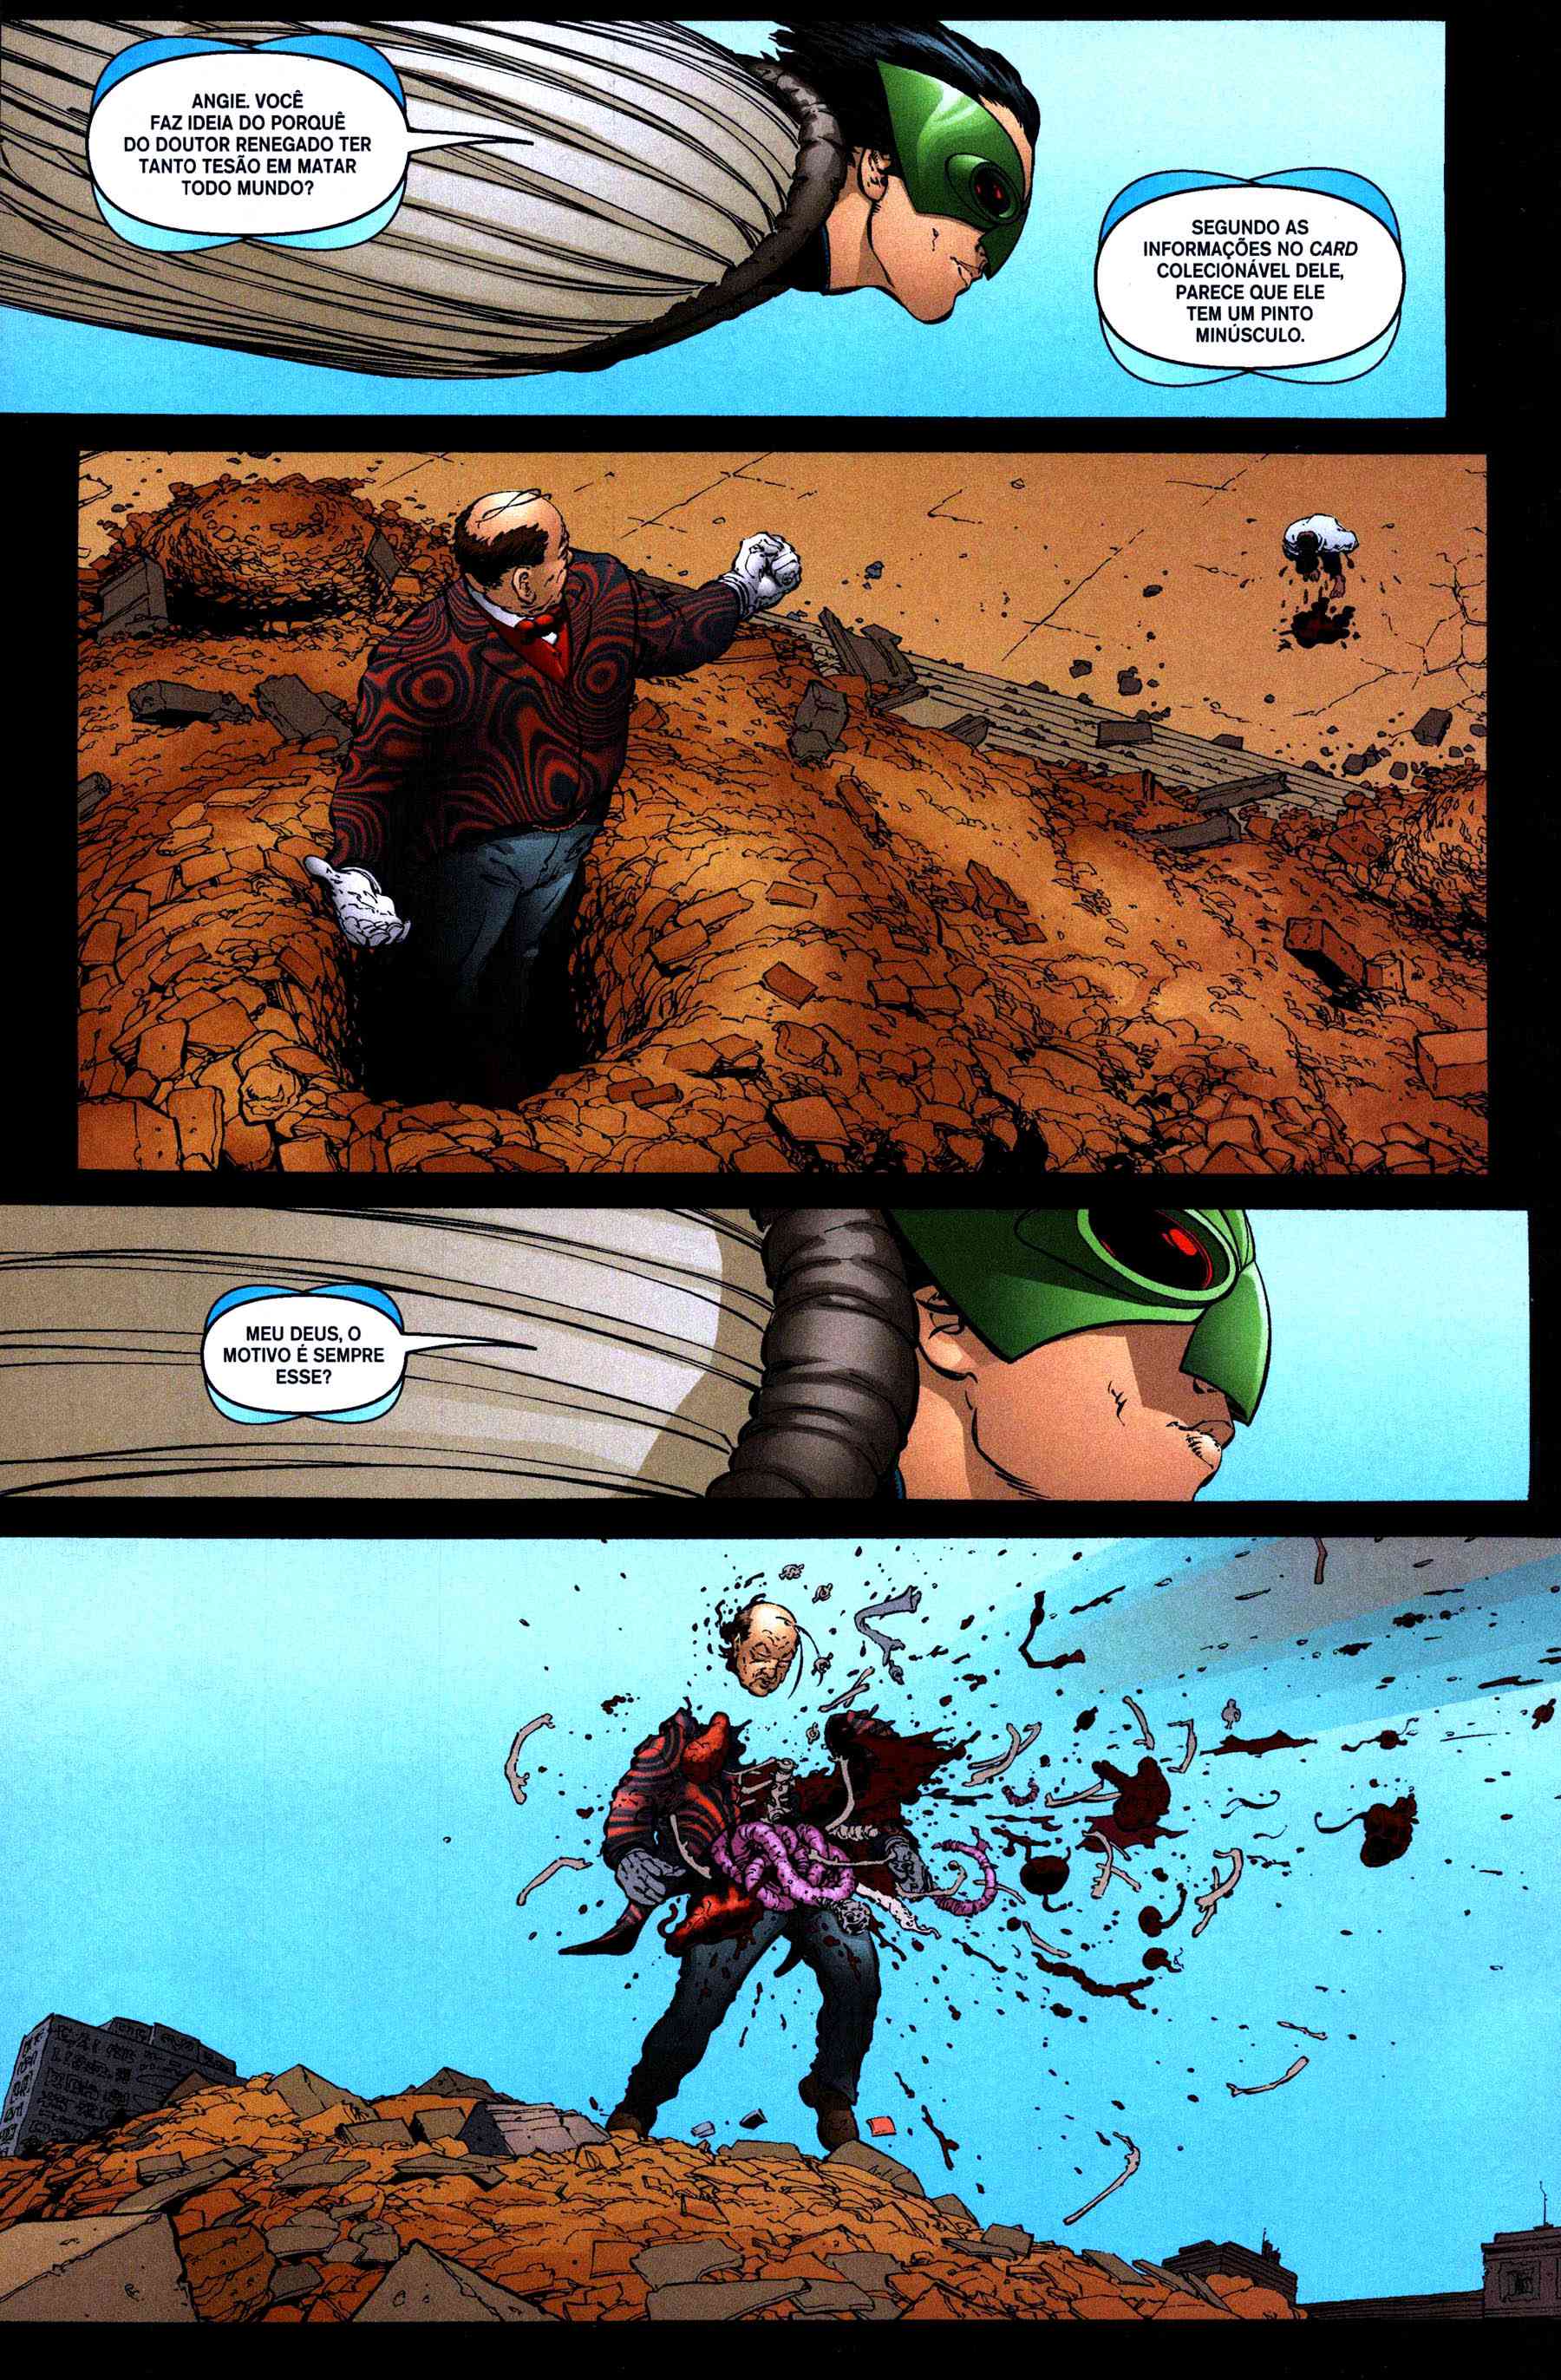 ANGIE. VOCÊ
FAZ IDEIA DO PORQUÊ
DO DOUTOR RENEGADO TER
TANTO TESÃO EM MATAR
TODO MUNDO?
SEGUNDO AS
INFORMAÇÕES NO CARD
COLECIONÁVEL DELE,
PARECE QUE ELE
TEM UM PINTO
MINÚSCULO.
MEU DEUS, O
MOTIVO É SEMPRE
ESSE?